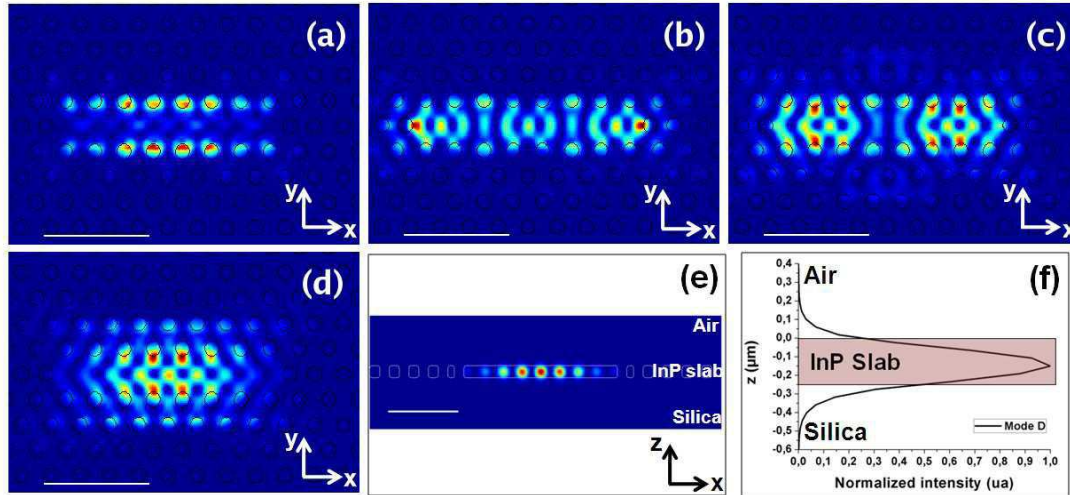 (a)
y
x
(b)
y
x
(c)
y
x
(d)
y
x
(e)
Air
InP slab
Silica
z
x
(f)
0,4
0,3
0,2
0,1
0,0
-0,1
-0,2
-0,3
-0,4
-0,5
-0,6
z (µm)
Air
InP Slab
Silica
Mode D
0,0 0,1 0,2 0,3 0,4 0,5 0,6 0,7 0,8 0,9 1,0
Normalized intensity (ua)